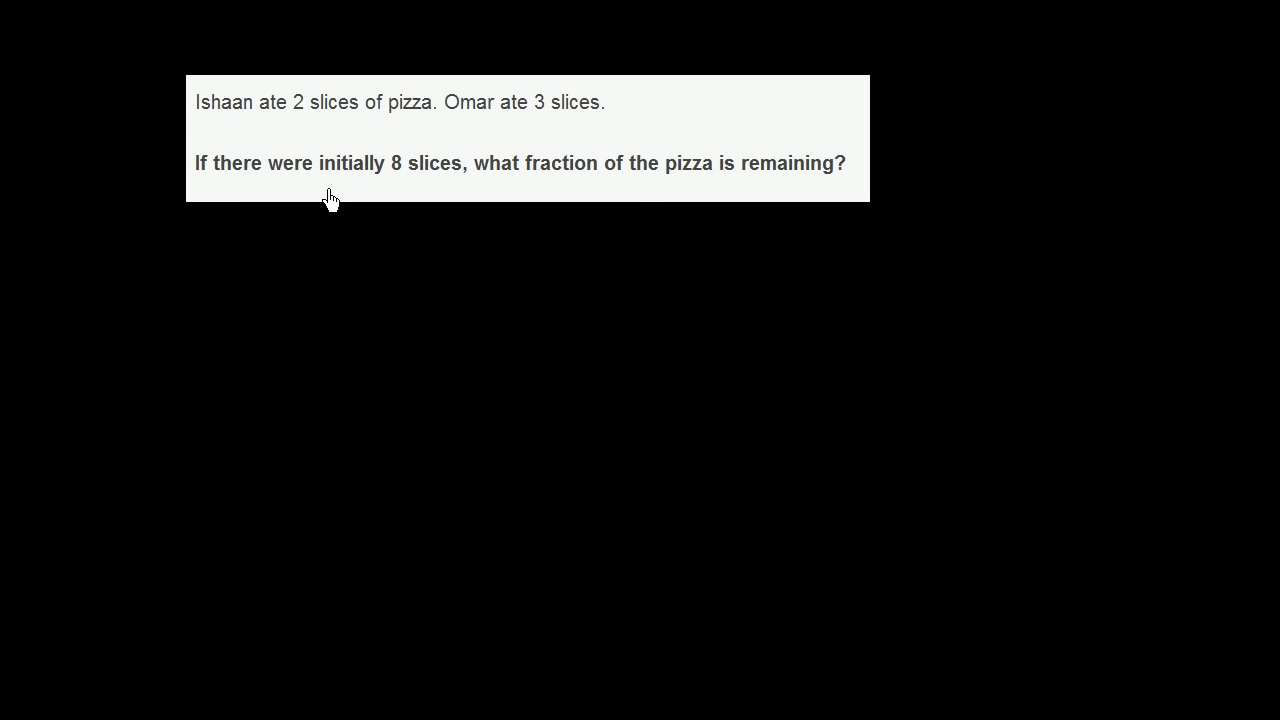 Ishaan ate 2 slices of pizza. Omar ate 3 slices.
If there were initially 8 slices, what fraction of the pizza is remaining?